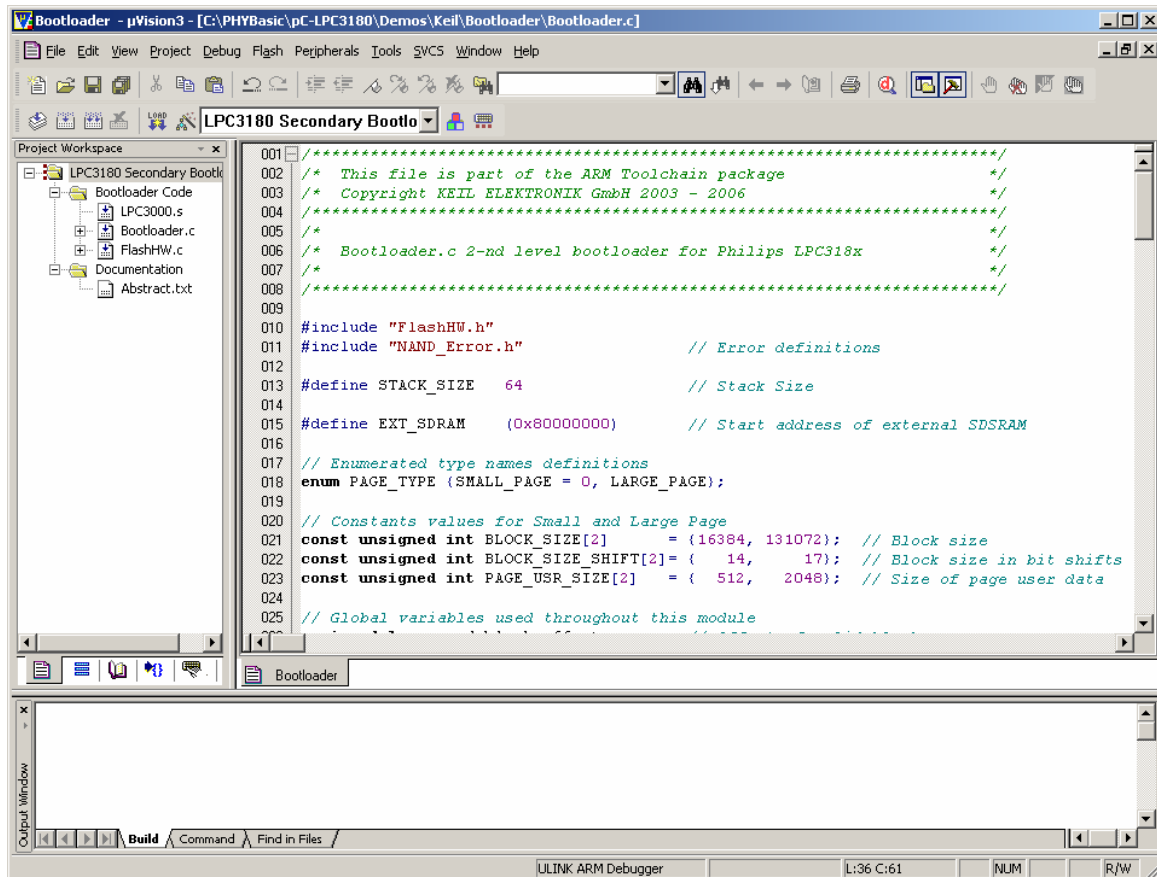 Bootloader - µVision3 - [C:\PHYBasic\pC-LPC3180\Demos\Keil\Bootloader\Bootloader.c]
File Edit View Project Debug Flash Peripherals Tools SVCS Window Help
LOAD LPC3180 Secondary Bootlo
Project Workspace
LPC3180 Secondary Bootl
Bootloader Code
LPC3000.s
Bootloader.c
FlashHW.c
Documentation
Abstract.txt
001 /**********************************************************************/
002 /*  This file is part of the ARM Toolchain package                     */
003 /*  Copyright KEIL ELEKTRONIK GmbH 2003 - 2006                         */
004 /**********************************************************************/
005 /*                                                                     */
006 /*  Bootloader.c 2-nd level bootloader for Philips LPC318x             */
007 /*                                                                     */
008 /**********************************************************************/
009
010 #include "FlashHW.h"
011 #include "NAND_Error.h"                 // Error definitions
012
013 #define STACK_SIZE   64                 // Stack Size
014
015 #define EXT_SDRAM    (0x80000000)       // Start address of external SDSRAM
016
017 // Enumerated type names definitions
018 enum PAGE_TYPE {SMALL_PAGE = 0, LARGE_PAGE};
019
020 // Constants values for Small and Large Page
021 const unsigned int BLOCK_SIZE[2]      = {16384, 131072};  // Block size
022 const unsigned int BLOCK_SIZE_SHIFT[2]= {   14,     17};  // Block size in bit shifts
023 const unsigned int PAGE_USR_SIZE[2]   = {  512,   2048};  // Size of page user data
024
025 // Global variables used throughout this module
Bootloader
Output Window
Build Command Find in Files
ULINK ARM Debugger L:36 C:61 NUM R/W